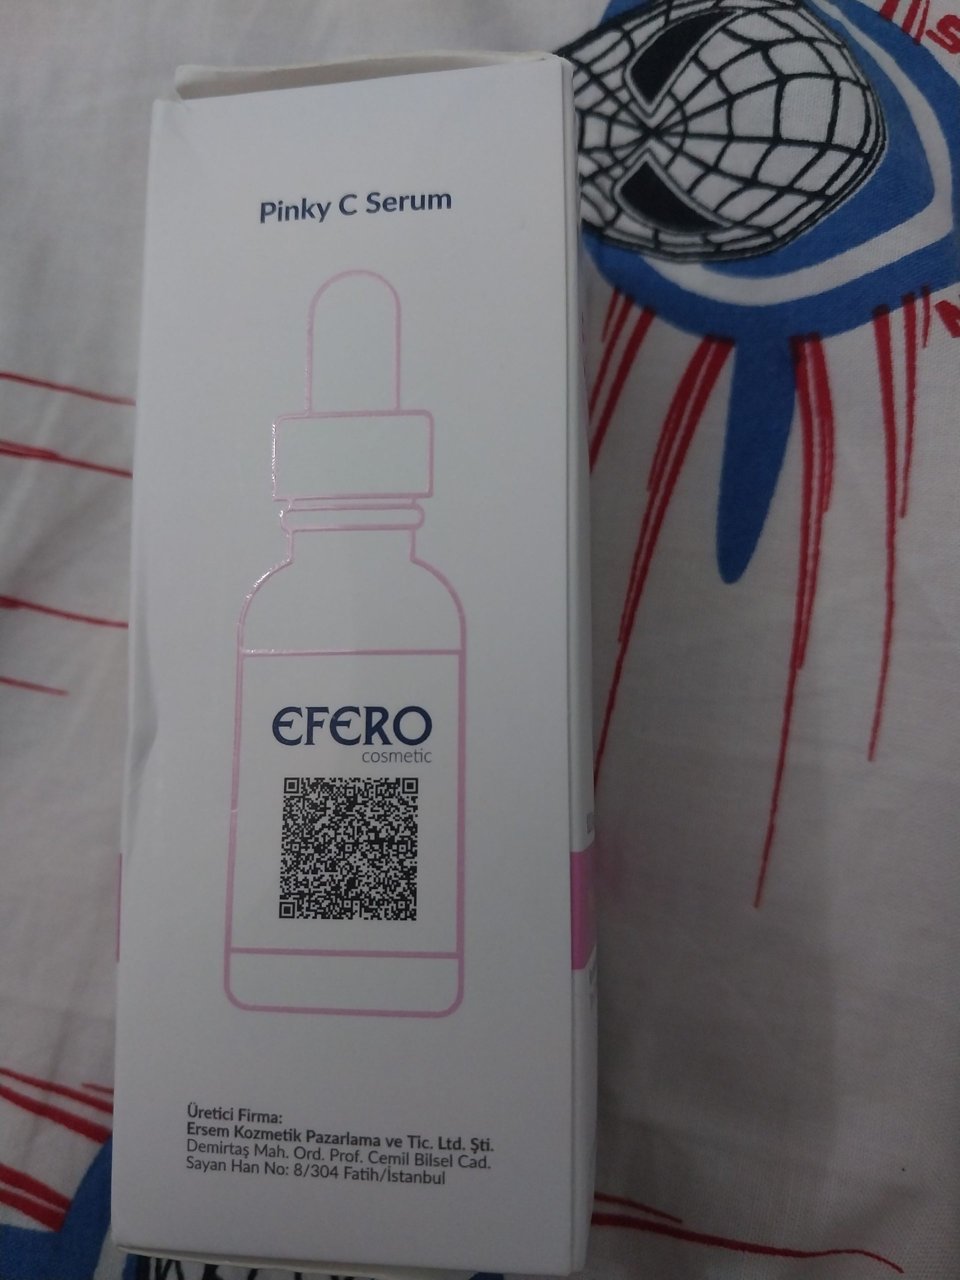 Pinky C Serum
EFERO
cosmetic
Üretici Firma:
Ersem Kozmetik Pazarlama ve Tic. Ltd. Şti.
Demirtaş Mah. Ord. Prof. Cemil Bilsel Cad.
Sayan Han No: 8/304 Fatih/İstanbul